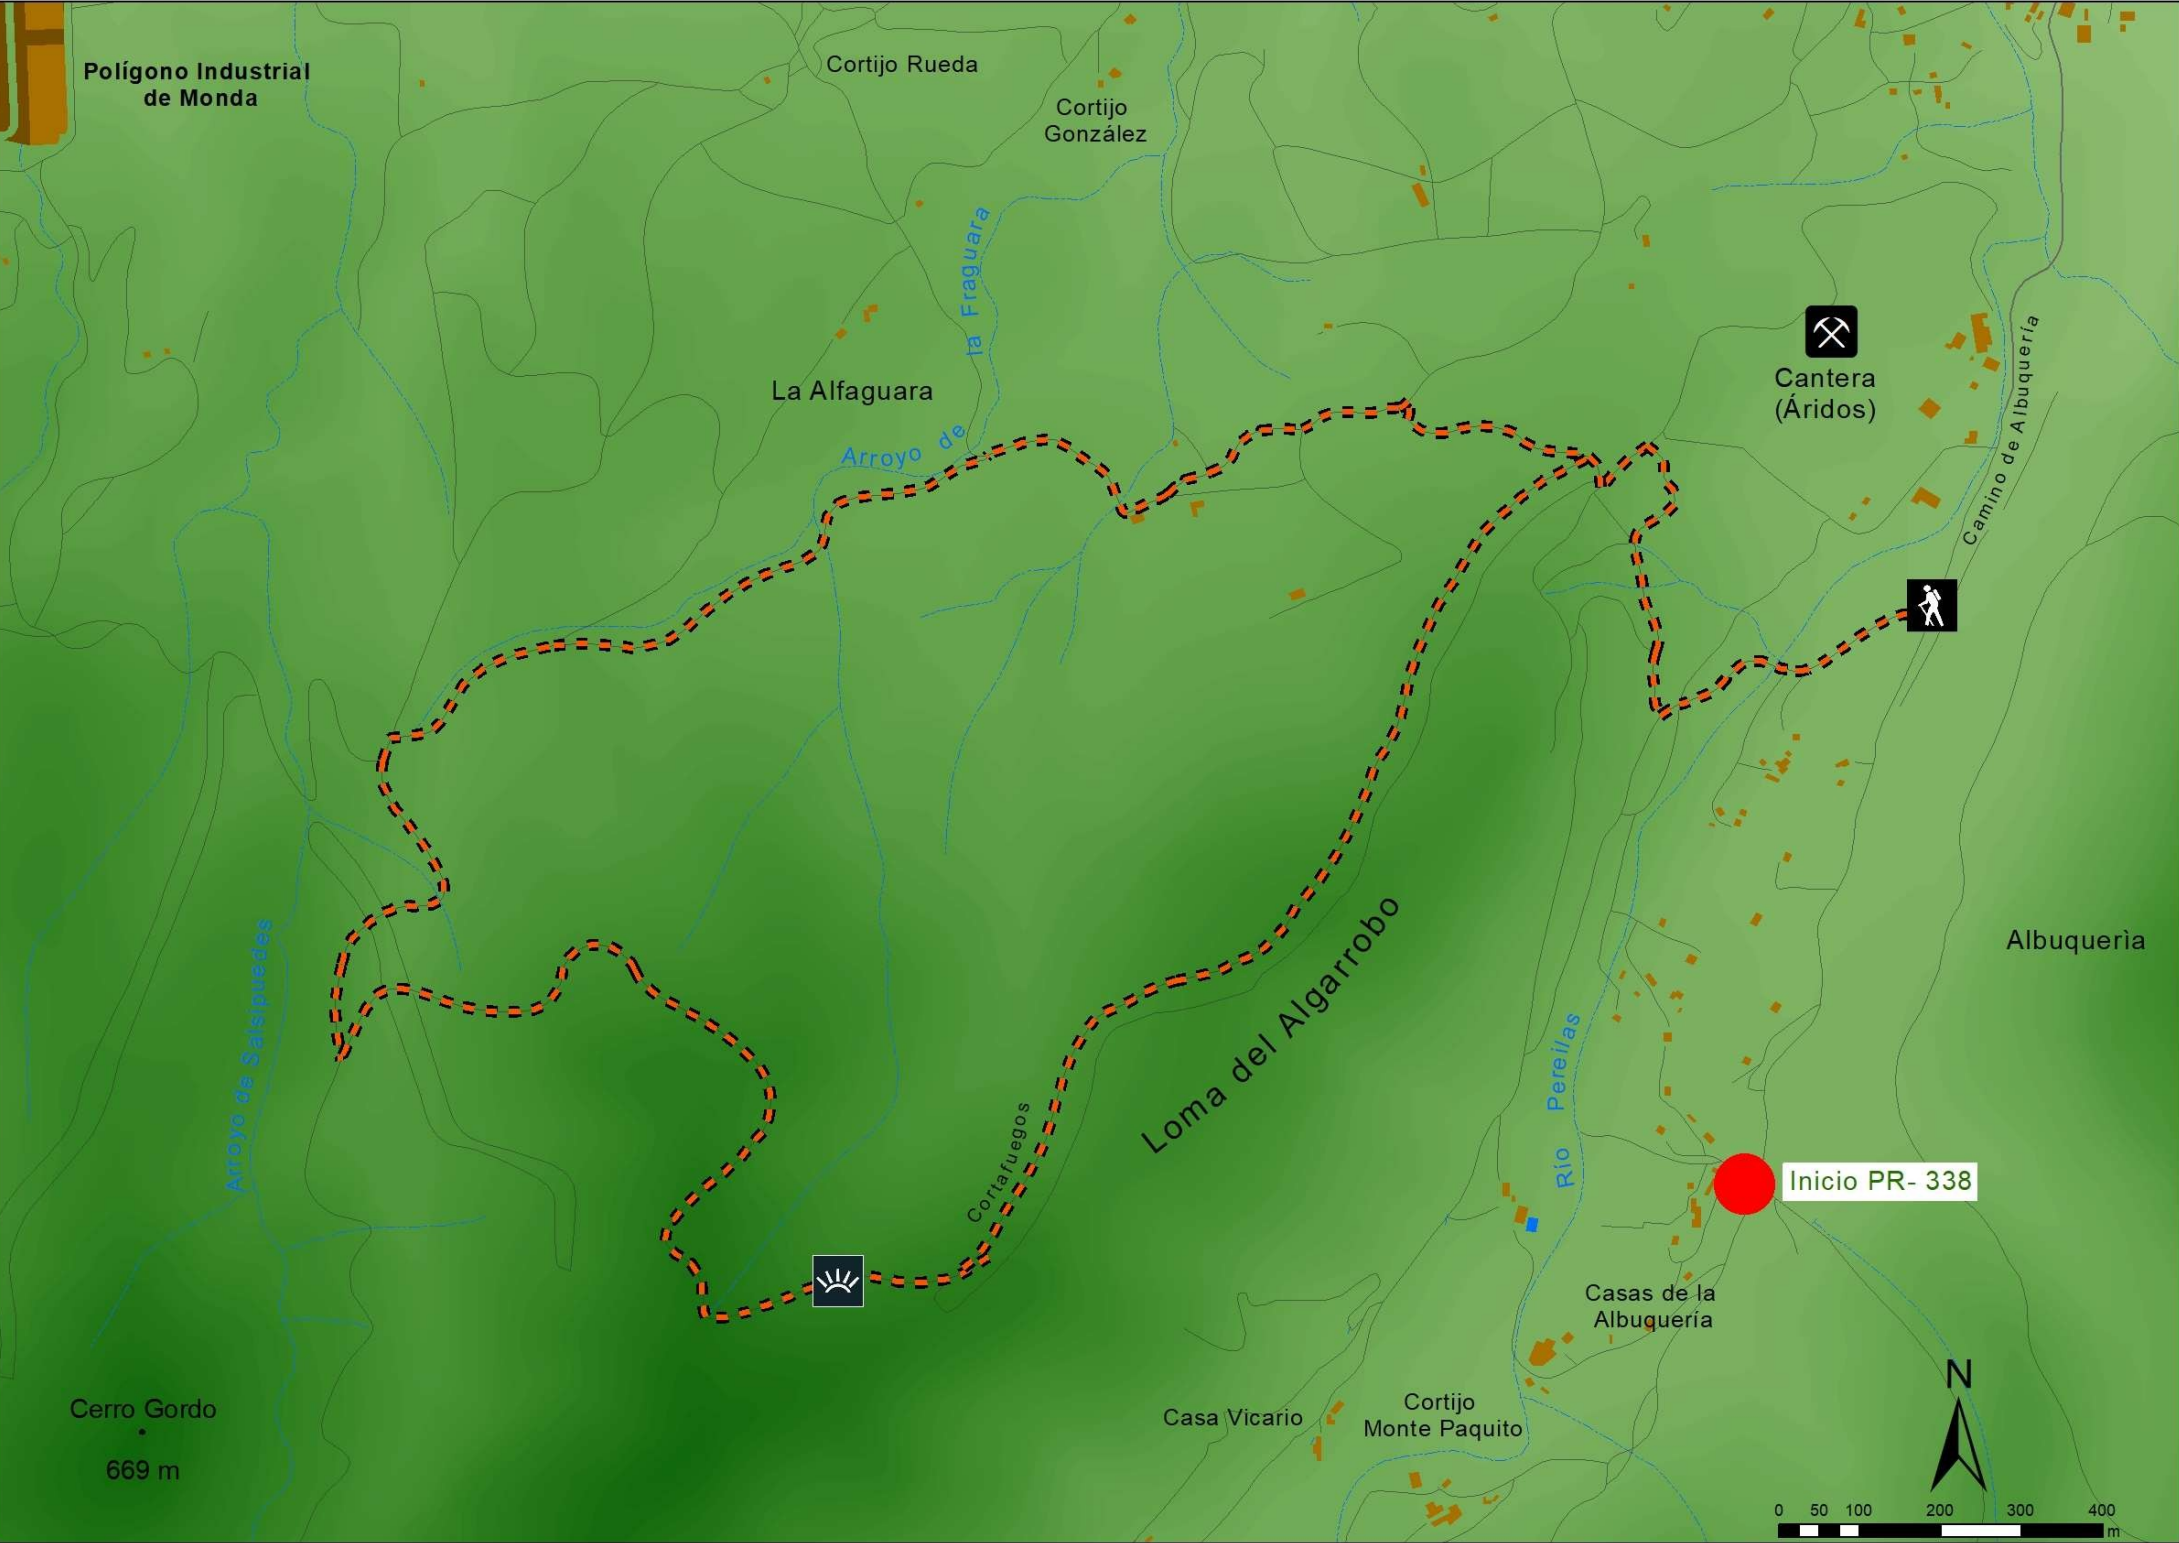 Polígono Industrial
de Monda
Cortijo Rueda
Cortijo
González
la Fraguara
Arroyo de
La Alfaguara
Cantera
(Áridos)
Camino de Albuquería
Arroyo de Salsipuedes
Loma del Algarrobo
Cortafuegos
Albuquerìa
Río Pereilas
Inicio PR- 338
Casas de la
Albuquería
Casa Vicario
Cortijo
Monte Paquito
Cerro Gordo
669 m
N
0 50 100 200 300 400
m